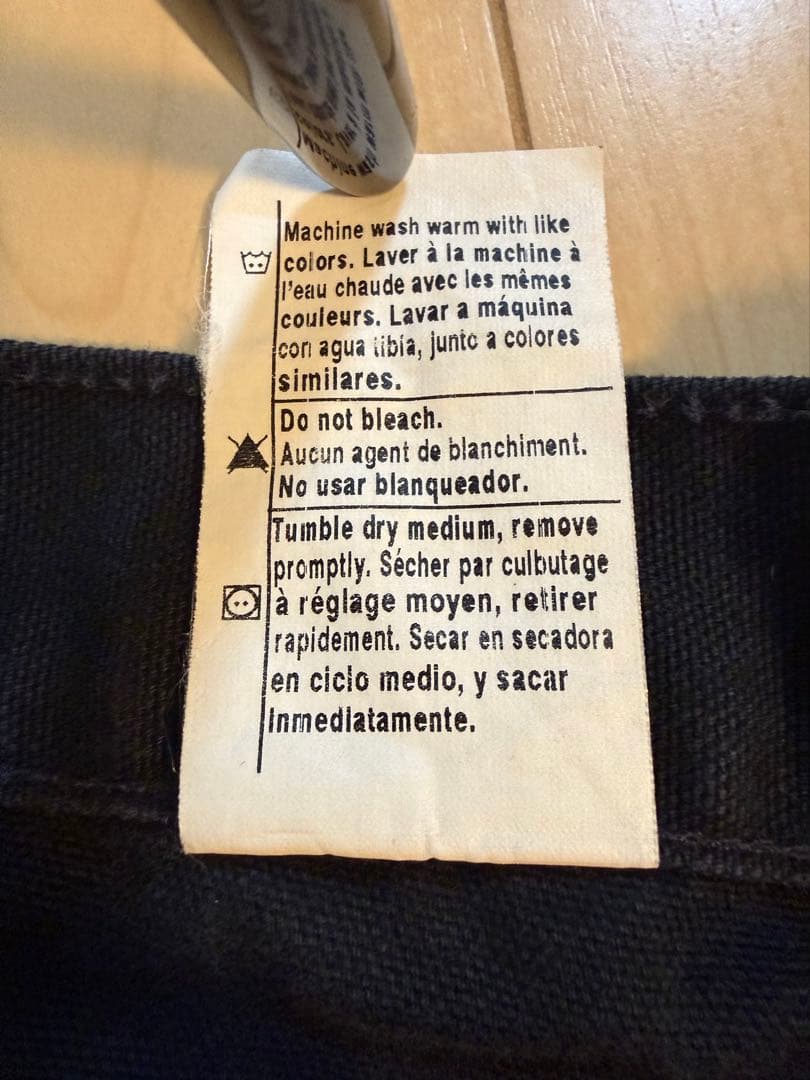 Machine wash warm with like
colors. Laver à la machine à
l'eau chaude avec les mêmes
couleurs. Lavar a máquina
con agua tibia, junto a colores
similares.
Do not bleach.
Aucun agent de blanchiment.
No usar blanqueador.
Tumble dry medium, remove
promptly. Sécher par culbutage
à réglage moyen, retirer
rapidement. Secar en secadora
en ciclo medio, y sacar
inmediatamente.